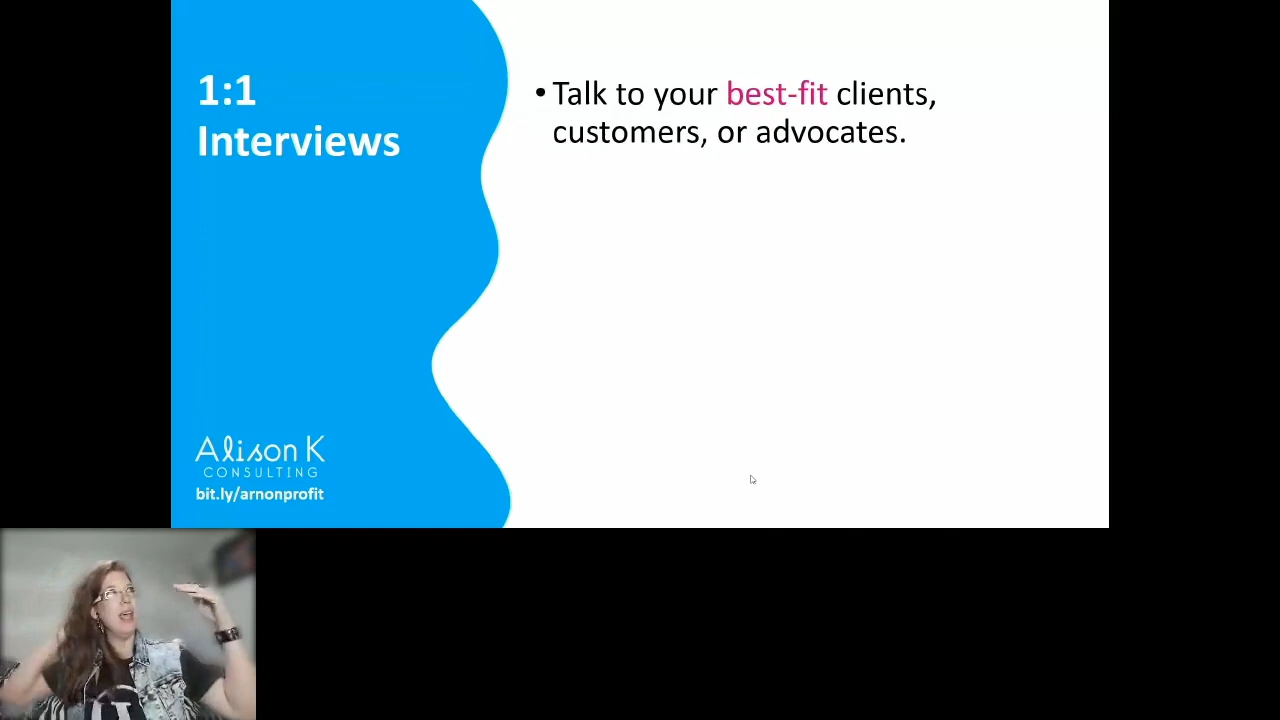 1:1
Interviews
• Talk to your best-fit clients,
customers, or advocates.
Alison K
CONSULTING
bit.ly/arnonprofit